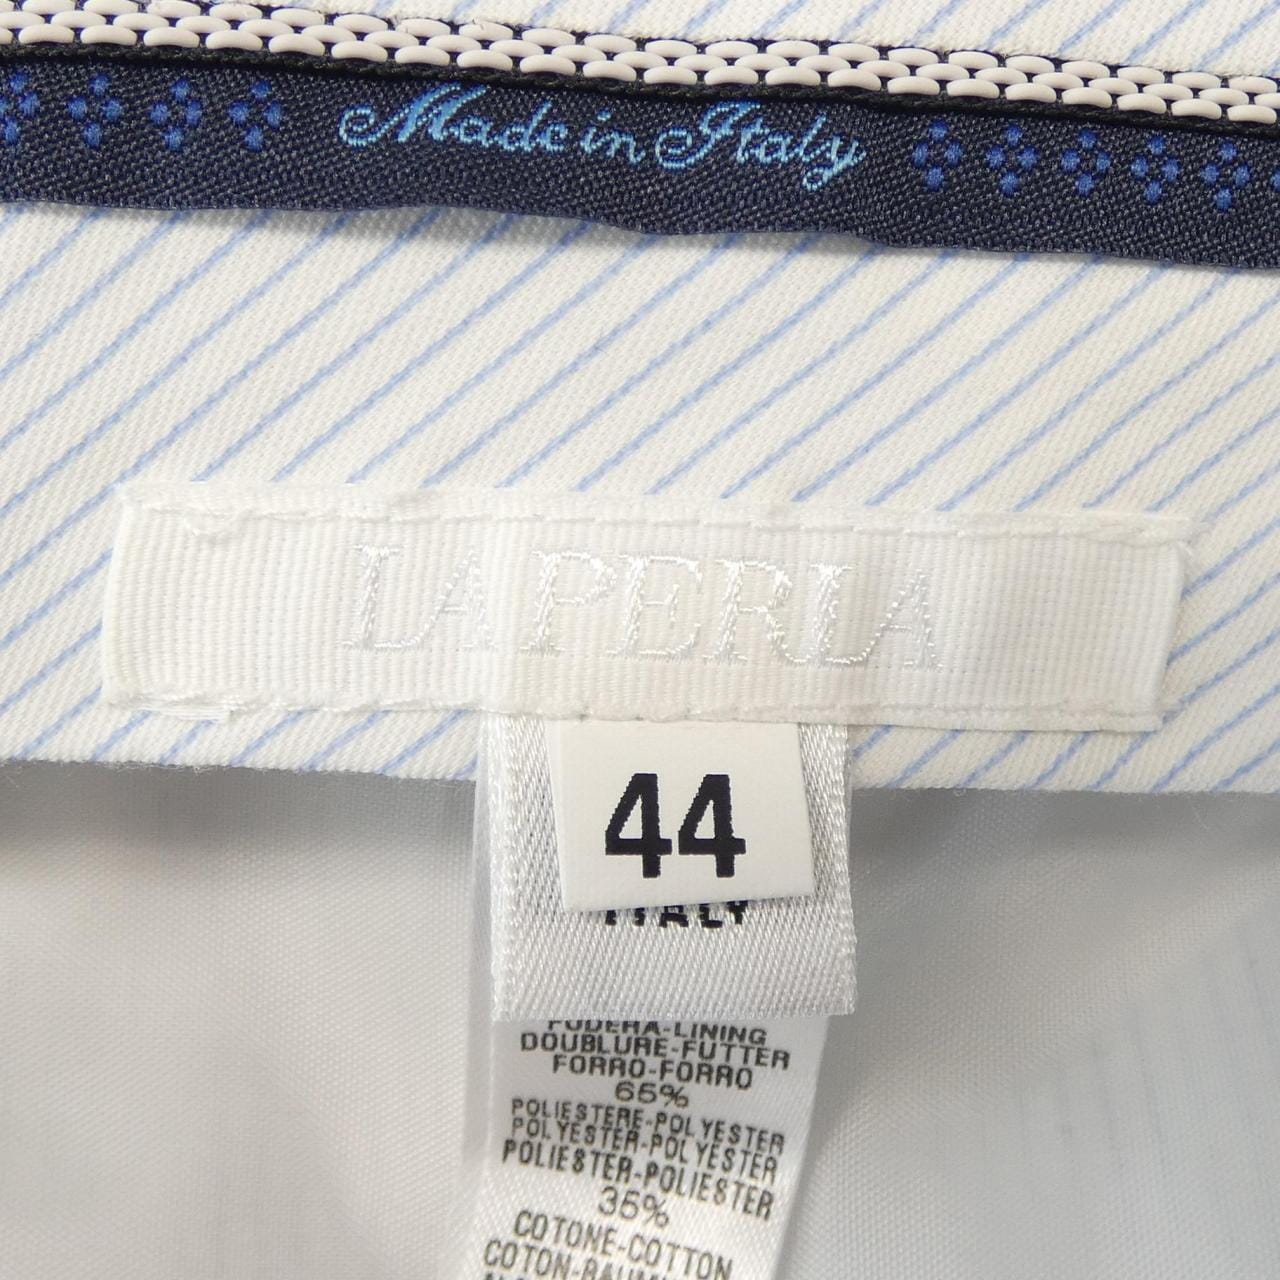 Made in Italy
LA PERLA
44
ITALY
FODERA-LINING
DOUBLURE-FUTTER
FORRO-FORRO
65%
POLIESTERE-POLYESTER
POLYESTER-POLYESTER
POLIÉSTER-POLIESTER
35%
COTONE-COTTON